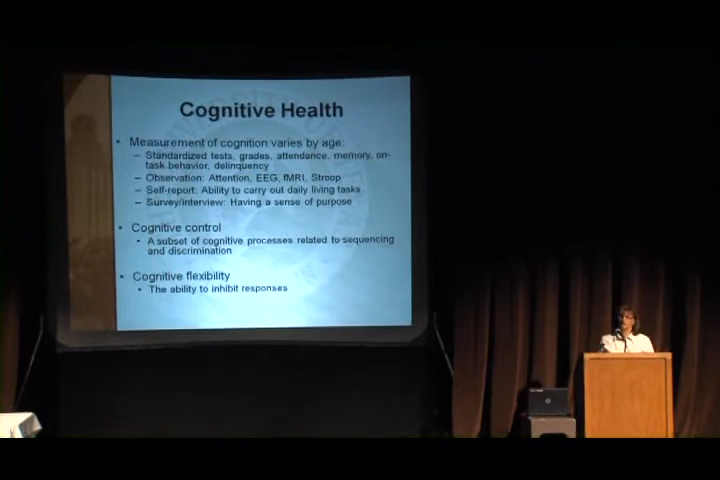 Cognitive Health
• Measurement of cognition varies by age:
– Standardized tests, grades, attendance, memory, on-
task behavior, delinquency
– Observation: Attention, EEG, fMRI, Stroop
– Self-report: Ability to carry out daily living tasks
– Survey/interview: Having a sense of purpose
• Cognitive control
• A subset of cognitive processes related to sequencing
and discrimination
• Cognitive flexibility
• The ability to inhibit responses